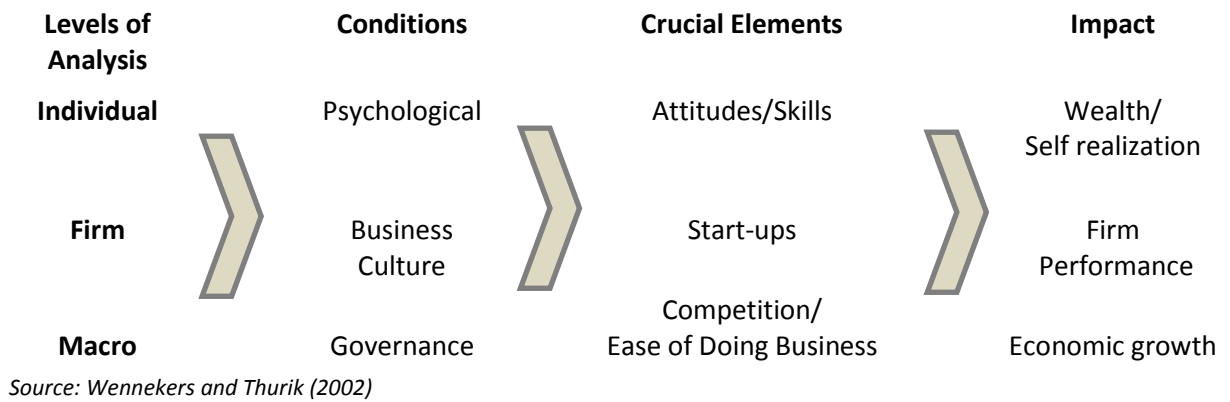 Levels of Analysis
Conditions
Crucial Elements
Impact
Individual
Psychological
Attitudes/Skills
Wealth/
Self realization
Firm
Business
Culture
Start-ups
Firm
Performance
Macro
Governance
Competition/
Ease of Doing Business
Economic growth
Source: Wennekers and Thurik (2002)